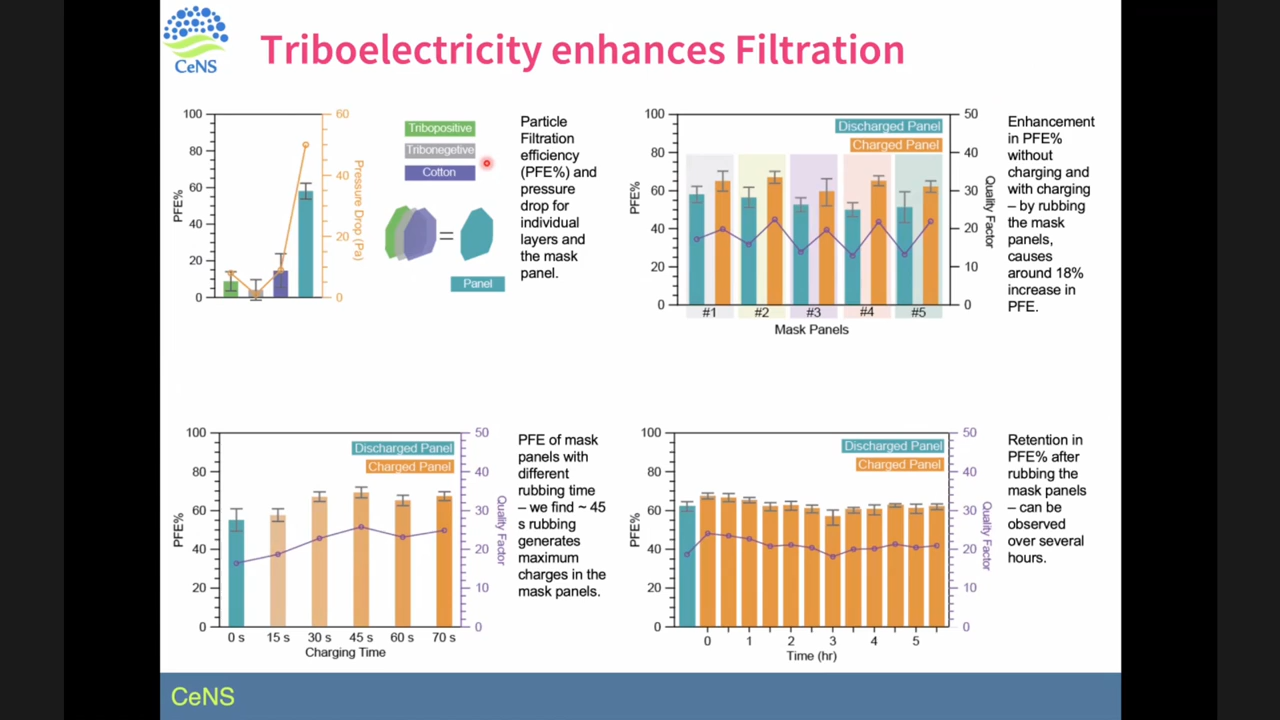 CeNS
Triboelectricity enhances Filtration
100
80
60
40
20
0
PFE%
60
40
20
0
Pressure Drop (Pa)
Tribopositive
Tribonegetive
Cotton
=
Panel
Particle
Filtration
efficiency
(PFE%) and
pressure
drop for
individual
layers and
the mask
panel.
100
80
60
40
20
0
PFE%
Discharged Panel
Charged Panel
50
40
30
20
10
0
Quality Factor
#1 #2 #3 #4 #5
Mask Panels
Enhancement
in PFE%
without
charging and
with charging
– by rubbing
the mask
panels,
causes
around 18%
increase in
PFE.
100
80
60
40
20
0
PFE%
Discharged Panel
Charged Panel
50
40
30
20
10
0
Quality Factor
0 s 15 s 30 s 45 s 60 s 70 s
Charging Time
PFE of mask
panels with
different
rubbing time
– we find ~ 45
s rubbing
generates
maximum
charges in the
mask panels.
100
80
60
40
20
0
PFE%
Discharged Panel
Charged Panel
50
40
30
20
10
0
Quality Factor
0 1 2 3 4 5
Time (hr)
Retention in
PFE% after
rubbing the
mask panels
– can be
observed
over several
hours.
CeNS